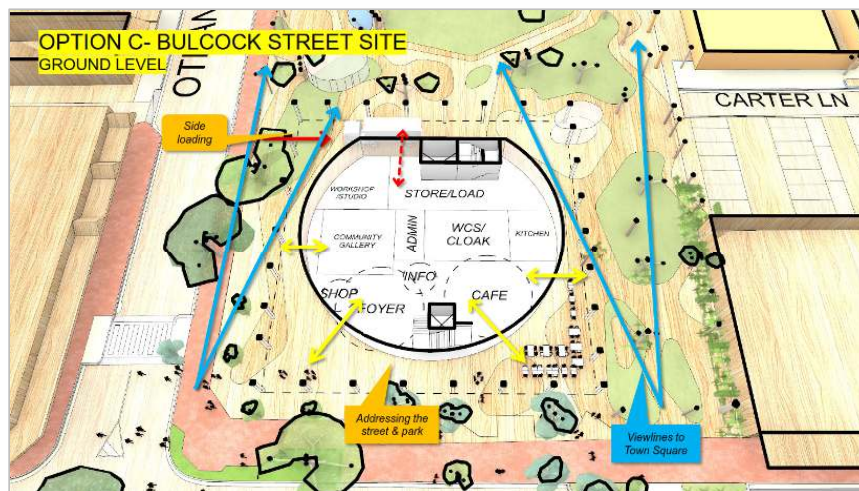 OPTION C- BULCOCK STREET SITE
GROUND LEVEL
CARTER LN
Side
loading
WORKSHOP
/STUDIO
STORE/LOAD
COMMUNITY
GALLERY
ADMIN
WCS/
CLOAK
KITCHEN
INFO
SHOP
FOYER
CAFE
Addressing the
street & park
Viewlines to
Town Square